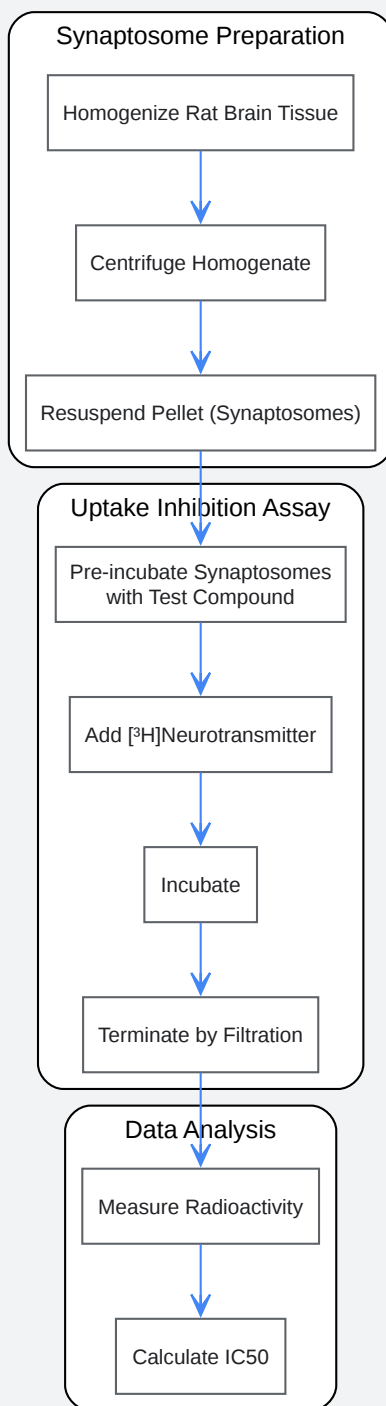 Synaptosome Preparation
Homogenize Rat Brain Tissue
Centrifuge Homogenate
Resuspend Pellet (Synaptosomes)
Uptake Inhibition Assay
Pre-incubate Synaptosomes
with Test Compound
Add [³H]Neurotransmitter
Incubate
Terminate by Filtration
Data Analysis
Measure Radioactivity
Calculate IC50